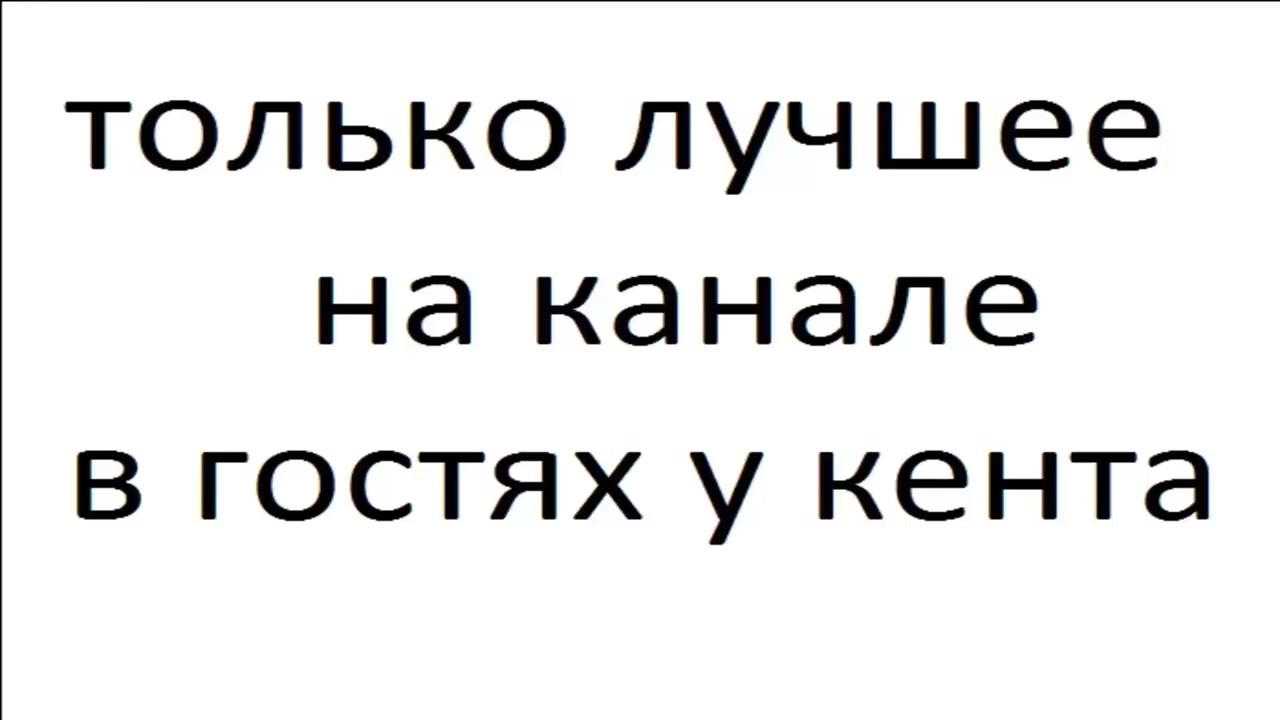 только лучшее
на канале
в гостях у кента